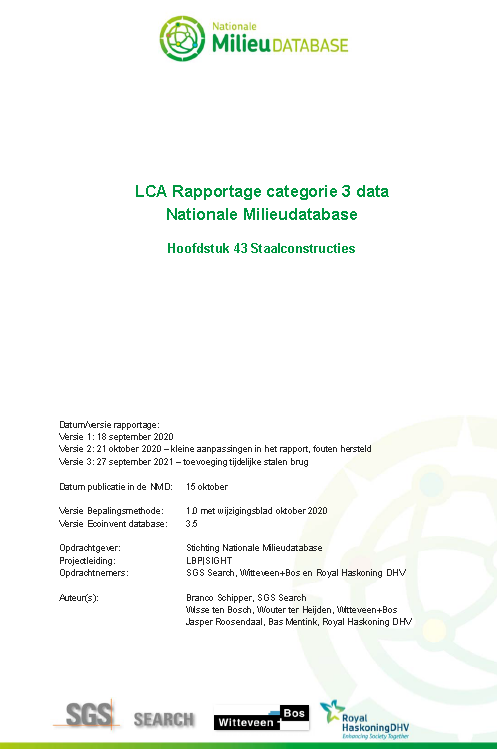 Nationale
MilieuDATABASE
LCA Rapportage categorie 3 data
Nationale Milieudatabase
Hoofdstuk 43 Staalconstructies
Datum/versie rapportage:
Versie 1: 18 september 2020
Versie 2: 21 oktober 2020 – kleine aanpassingen in het rapport, fouten hersteld
Versie 3: 27 september 2021 – toevoeging tijdelijke stalen brug
Datum publicatie in de NMD: 15 oktober
Versie Bepalingsmethode: 1.0 met wijzigingsblad oktober 2020
Versie Ecoinvent database: 3.5
Opdrachtgever: Stichting Nationale Milieudatabase
Projectleiding: LBP|SIGHT
Opdrachtnemers: SGS Search, Witteveen+Bos en Royal Haskoning DHV
Auteur(s): Branco Schipper, SGS Search
Wisse ten Bosch, Wouter ter Heijden, Witteveen+Bos
Jasper Roosendaal, Bas Mentink, Royal Haskoning DHV
SGS SEARCH
Witteveen + Bos
Royal
HaskoningDHV
Enhancing Society Together